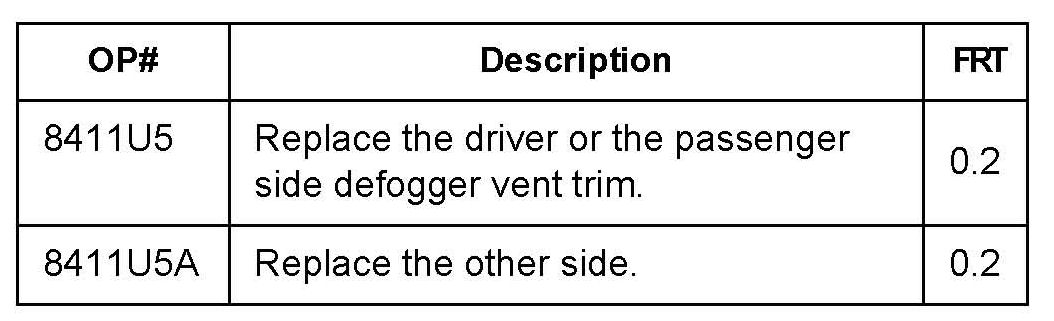 OP# Description FRT
8411U5 Replace the driver or the passenger
side defogger vent trim. 0.2
8411U5A Replace the other side. 0.2